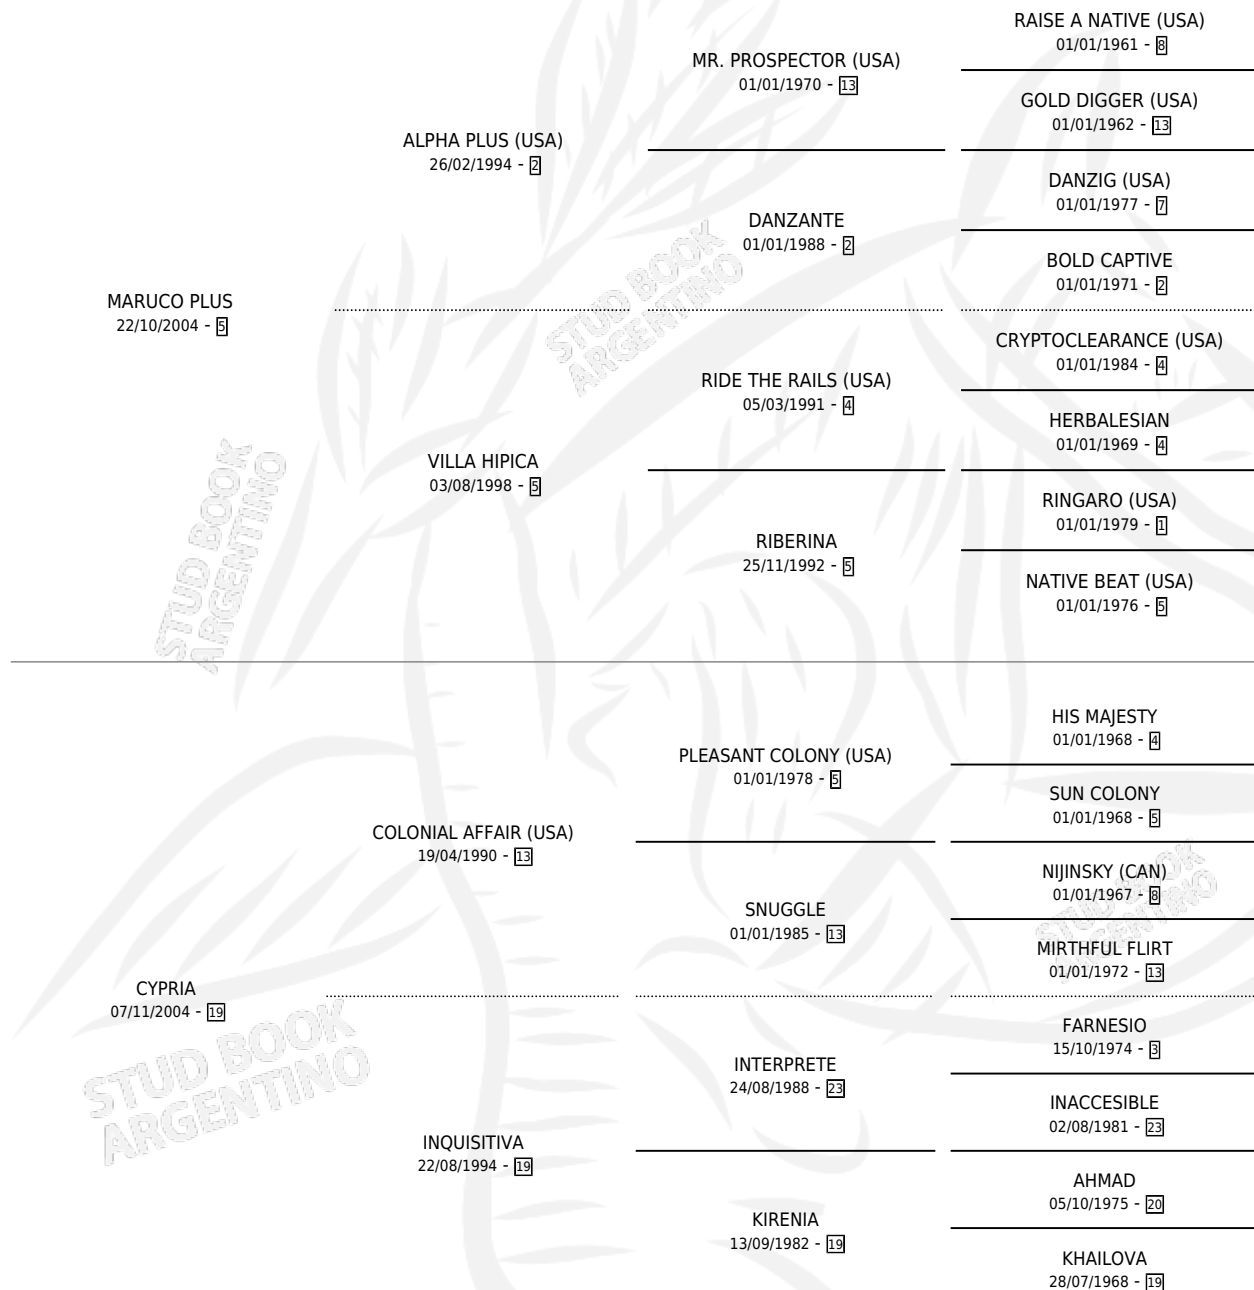 RAISE A NATIVE (USA)
01/01/1961 - 8
MR. PROSPECTOR (USA)
01/01/1970 - 13
GOLD DIGGER (USA)
01/01/1962 - 13
ALPHA PLUS (USA)
26/02/1994 - 2
DANZIG (USA)
01/01/1977 - 7
DANZANTE
01/01/1988 - 2
BOLD CAPTIVE
01/01/1971 - 2
MARUCO PLUS
22/10/2004 - 5
STUD BOOK
ARGENTINO
CRYPTOCLEARANCE (USA)
01/01/1984 - 4
RIDE THE RAILS (USA)
05/03/1991 - 4
HERBALESIAN
01/01/1969 - 4
VILLA HIPICA
03/08/1998 - 5
RINGARO (USA)
01/01/1979 - 1
RIBERINA
25/11/1992 - 5
NATIVE BEAT (USA)
01/01/1976 - 5
STUD BOOK
ARGENTINO
HIS MAJESTY
01/01/1968 - 4
PLEASANT COLONY (USA)
01/01/1978 - 5
SUN COLONY
01/01/1968 - 5
COLONIAL AFFAIR (USA)
19/04/1990 - 13
NIJINSKY (CAN)
01/01/1967 - 8
SNUGGLE
01/01/1985 - 13
STUD BOOK
ARGENTINO
MIRTHFUL FLIRT
01/01/1972 - 13
CYPRIA
07/11/2004 - 19
FARNESIO
15/10/1974 - 3
INTERPRETE
24/08/1988 - 23
INACCESIBLE
02/08/1981 - 23
STUD BOOK
ARGENTINO
INQUISITIVA
22/08/1994 - 19
AHMAD
05/10/1975 - 20
KIRENIA
13/09/1982 - 19
KHAILOVA
28/07/1968 - 19